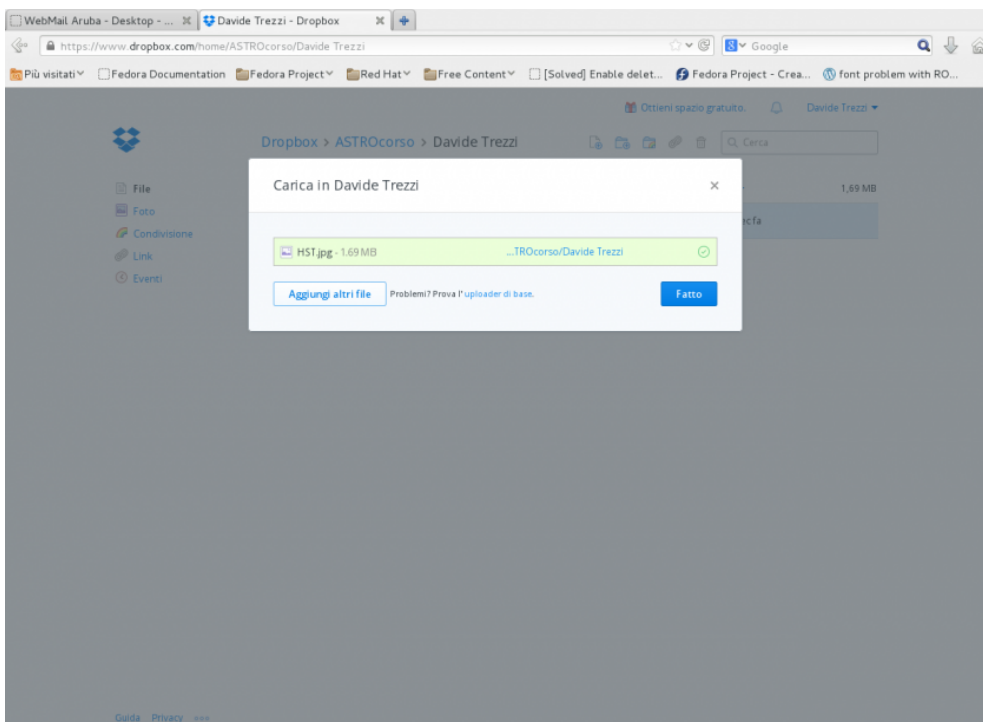 WebMail Aruba - Desktop - ... Davide Trezzi - Dropbox
https://www.dropbox.com/home/ASTROcorso/Davide Trezzi Google
Più visitati Fedora Documentation Fedora Project Red Hat Free Content [Solved] Enable delet... Fedora Project - Crea... font problem with RO...
Ottieni spazio gratuito. Davide Trezzi
Dropbox > ASTROcorso > Davide Trezzi Cerca
Carica in Davide Trezzi
File 1,69 MB
Foto ec fa
Condivisione
HST.jpg - 1.69 MB ...TROcorso/Davide Trezzi
Link
Eventi
Aggiungi altri file Problemi? Prova l'uploader di base. Fatto
Guida Privacy